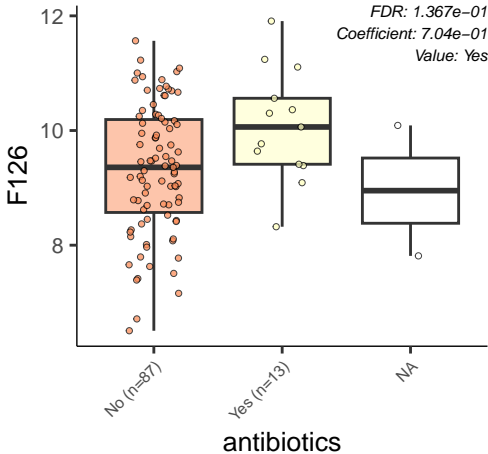 FDR: 1.367e−01
Coefficient: 7.04e−01
Value: Yes
12
10
8
F126
No (n=87)
Yes (n=13)
NA
antibiotics